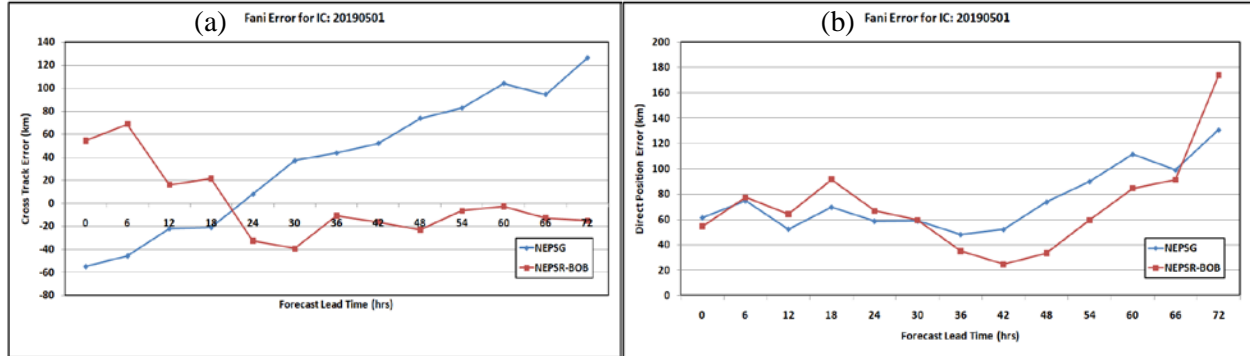 (a)
Fani Error for IC: 20190501
Cross Track Error (km)
140
120
100
80
60
40
20
0
-20
-40
-60
-80
0 6 12 18 24 30 36 42 48 54 60 66 72
NEPSG
NEPSR-BOB
Forecast Lead Time (hrs)
(b)
Fani Error for IC: 20190501
Direct Position Error (km)
200
180
160
140
120
100
80
60
40
20
0
0 6 12 18 24 30 36 42 48 54 60 66 72
NEPSG
NEPSR-BOB
Forecast Lead Time (hrs)